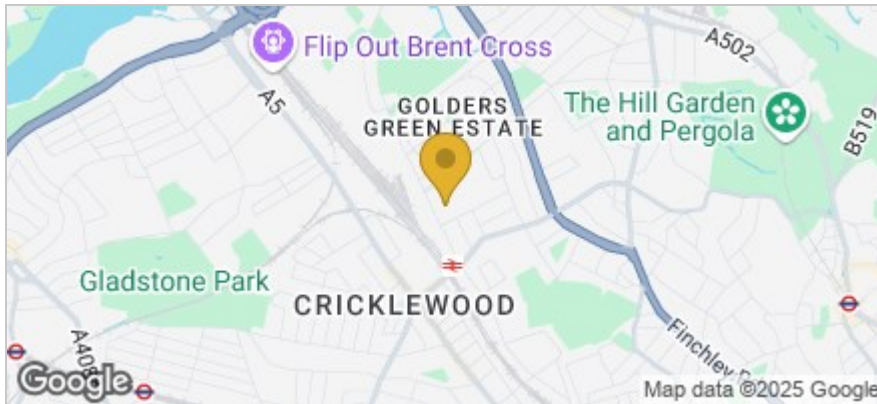 Flip Out Brent Cross
A502
A5
GOLDERS
GREEN ESTATE
The Hill Garden
and Pergola
B519
Gladstone Park
CRICKLEWOOD
Finchley
Google
Map data ©2025 Google